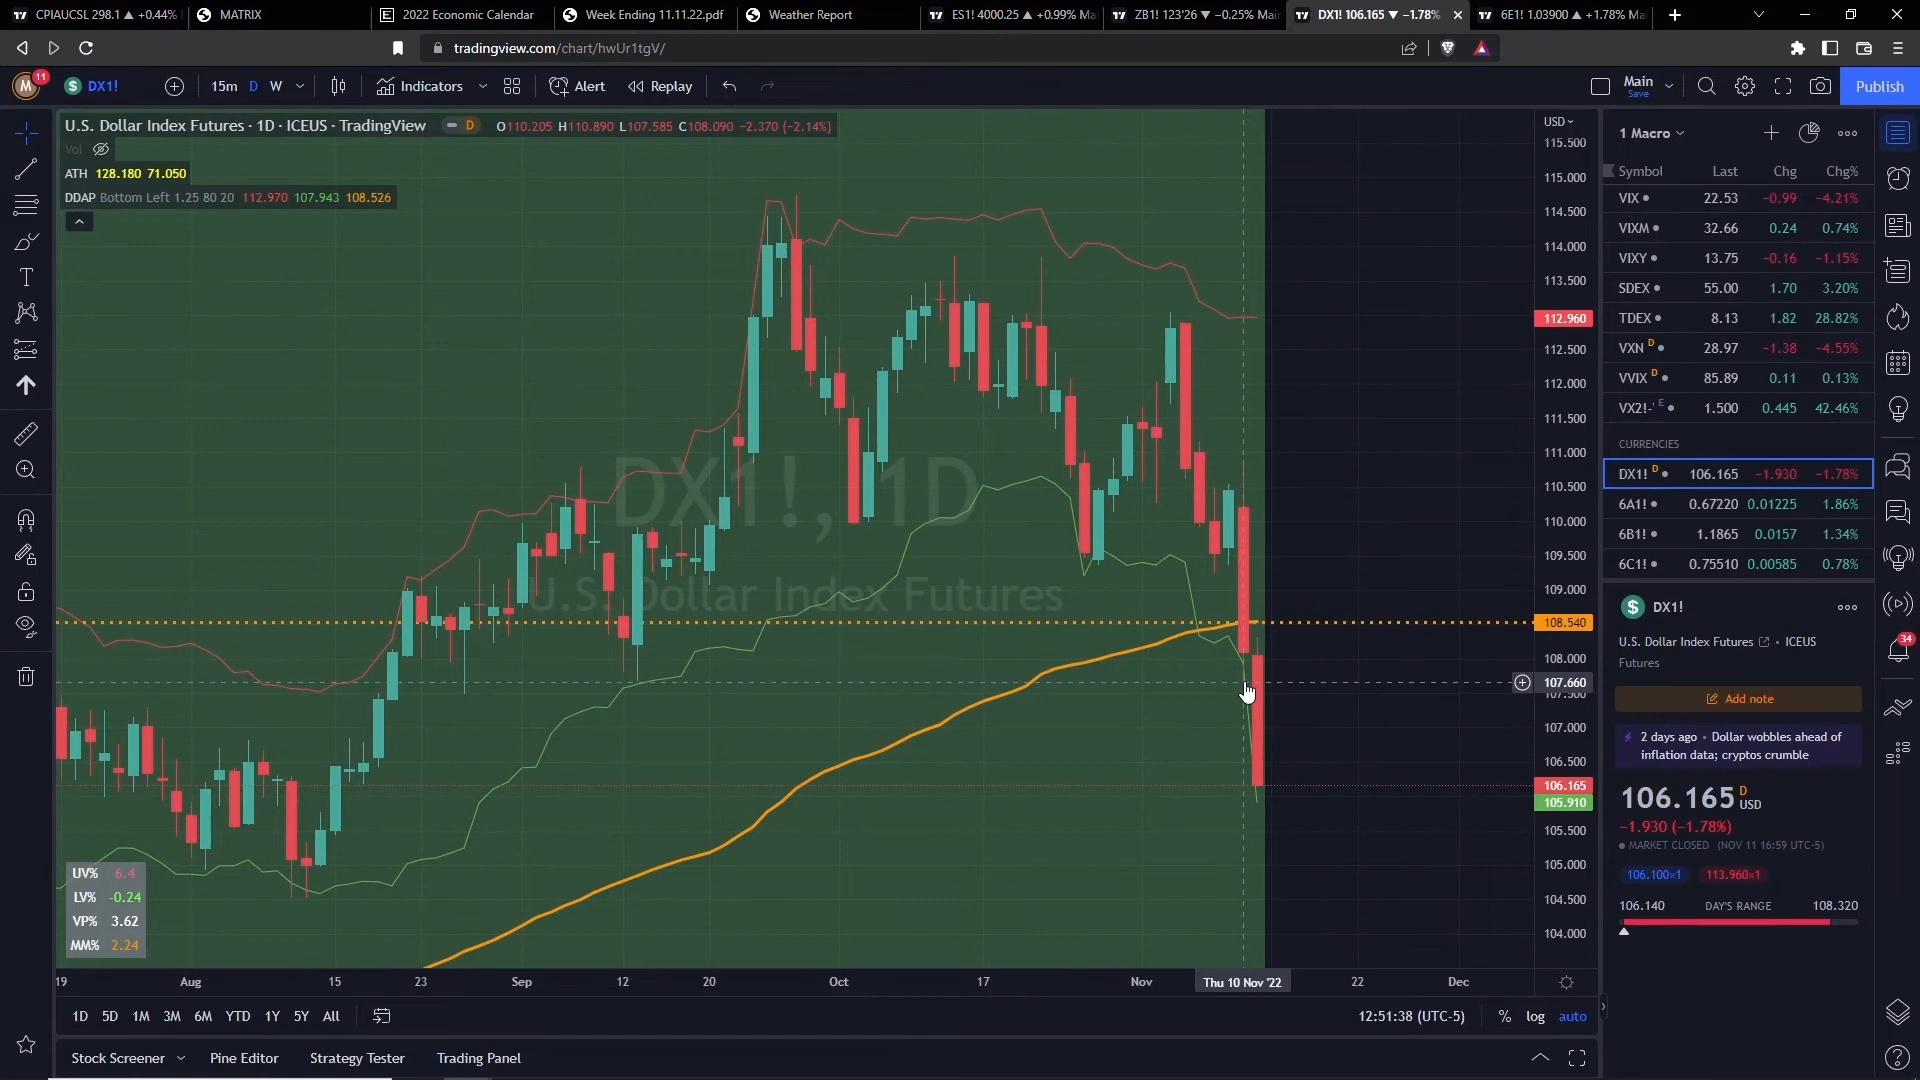 CPIAUCSL 298.1 ▲ +0.44%
MATRIX
2022 Economic Calendar
Week Ending 11.11.22.pdf
Weather Report
ES1! 4000.25 ▲ +0.99% Ma
ZB1! 123'26 ▼ −0.25% Mai
DX1! 106.165 ▼ −1.78%
6E1! 1.03900 ▲ +1.78% Ma
tradingview.com/chart/hwUr1tgV/
M 11
DX1!
15m D W
Indicators
Alert
Replay
Main
Save
Publish
U.S. Dollar Index Futures · 1D · ICEUS · TradingView
D O110.205 H110.890 L107.585 C108.090 −2.370 (−2.14%)
Vol
ATH 128.180 71.050
DDAP Bottom Left 1.25 80 20 112.970 107.943 108.526
DX1!, 1D
U.S. Dollar Index Futures
USD
115.500
115.000
114.500
114.000
113.500
112.960
112.500
112.000
111.500
111.000
110.500
110.000
109.500
109.000
108.540
108.000
107.660
107.500
107.000
106.500
106.165
105.910
105.500
105.000
104.500
104.000
UV% 6.4
LV% -0.24
VP% 3.62
MM% 2.24
19 Aug 15 23 Sep 12 20 Oct 17 Nov Thu 10 Nov '22 22 Dec
1D 5D 1M 3M 6M YTD 1Y 5Y All
12:51:38 (UTC-5) % log auto
Stock Screener Pine Editor Strategy Tester Trading Panel
1 Macro
Symbol Last Chg Chg%
VIX 22.53 −0.99 −4.21%
VIXM 32.66 0.24 0.74%
VIXY 13.75 −0.16 −1.15%
SDEX 55.00 1.70 3.20%
TDEX 8.13 1.82 28.82%
VXN D 28.97 −1.38 −4.55%
VVIX D 85.89 0.11 0.13%
VX2!-' E 1.500 0.445 42.46%
CURRENCIES
DX1! D 106.165 −1.930 −1.78%
6A1! 0.67220 0.01225 1.86%
6B1! 1.1865 0.0157 1.34%
6C1! 0.75510 0.00585 0.78%
DX1!
U.S. Dollar Index Futures • ICEUS
Futures
Add note
2 days ago • Dollar wobbles ahead of
inflation data; cryptos crumble
106.165 D USD
−1.930 (−1.78%)
MARKET CLOSED (NOV 11 16:59 UTC-5)
106.100×1 113.960×1
106.140 DAY'S RANGE 108.320
34